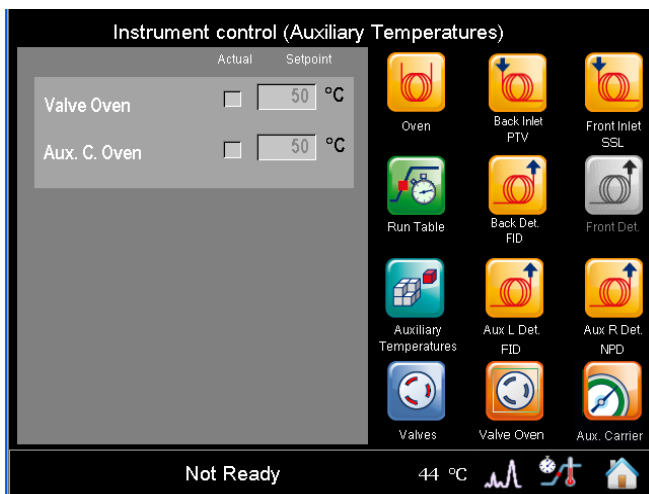 Instrument control (Auxiliary Temperatures)
Actual Setpoint
Valve Oven 50 °C
Aux. C. Oven 50 °C
Oven
Back Inlet
PTV
Front Inlet
SSL
Run Table
Back Det.
FID
Front Det.
Auxiliary
Temperatures
Aux L Det.
FID
Aux R Det.
NPD
Valves
Valve Oven
Aux. Carrier
Not Ready 44 °C